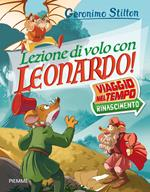 Geronimo Stilton
Lezione di volo con
LEONARDO!
VIAGGIO
NEL TEMPO
RINASCIMENTO
PIEMME